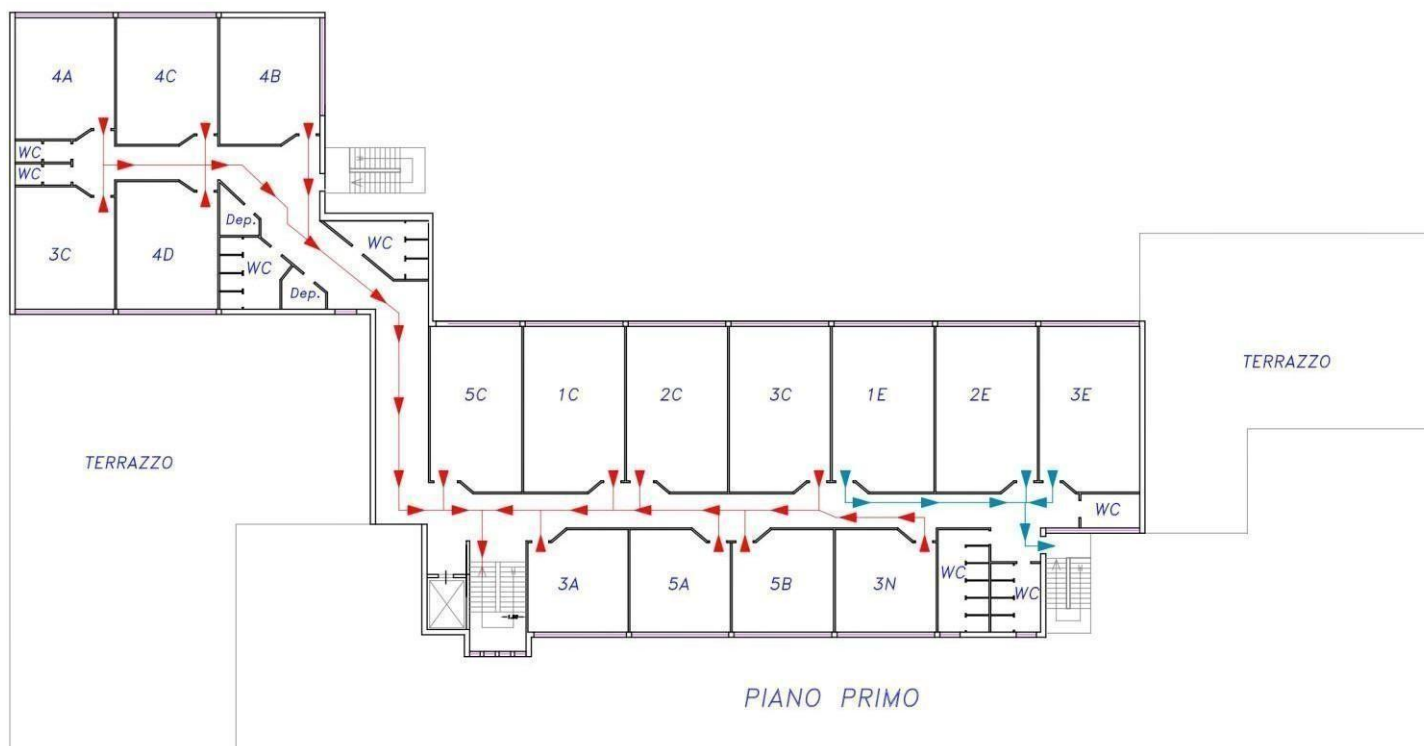 4A
4C
4B
WC
WC
3C
4D
Dep.
WC
WC
Dep.
5C
1C
2C
3C
1E
2E
3E
TERRAZZO
TERRAZZO
WC
3A
5A
5B
3N
WC
WC
PIANO PRIMO